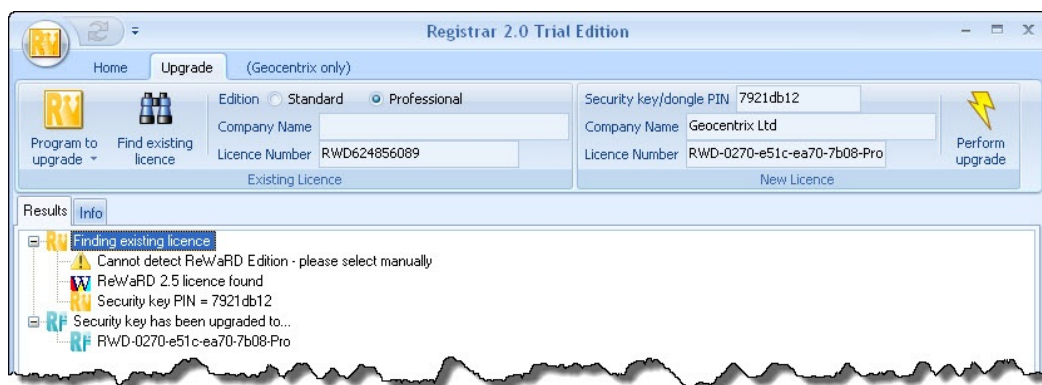 Registrar 2.0 Trial Edition
Home Upgrade (Geocentrix only)
Edition Standard Professional
Company Name
Licence Number RWD624856089
Program to upgrade
Find existing licence
Existing Licence
Security key/dongle PIN 7921db12
Company Name Geocentrix Ltd
Licence Number RWD-0270-e51c-ea70-7b08-Pro
Perform upgrade
New Licence
Results Info
Finding existing licence
Cannot detect ReWaRD Edition - please select manually
ReWaRD 2.5 licence found
Security key PIN = 7921db12
Security key has been upgraded to...
RWD-0270-e51c-ea70-7b08-Pro